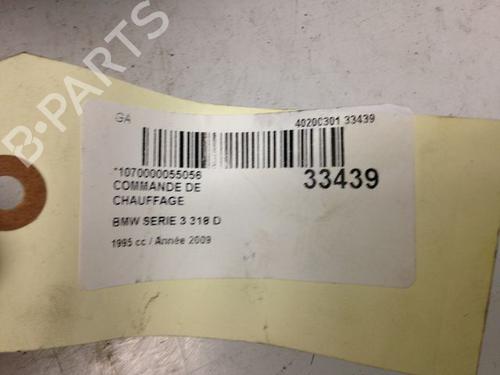 B-PARTS
GA
40200301 33439
*1070000055056
33439
COMMANDE DE
CHAUFFAGE
BMW SERIE 3 318 D
1995 cc / Année 2009